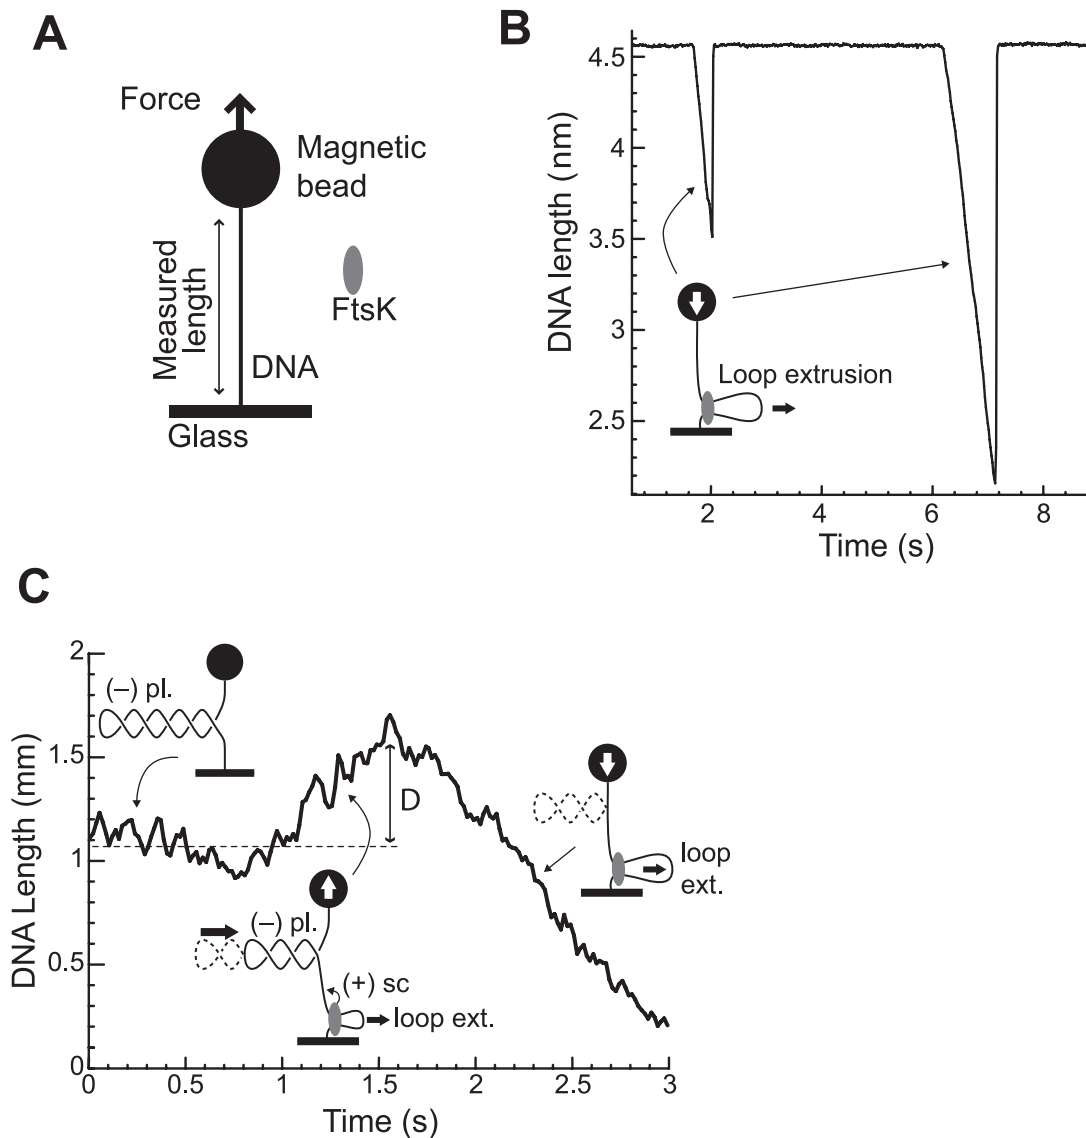 A
Force
Magnetic
bead
Measured
length
FtsK
DNA
Glass
B
DNA length (nm)
4.5
4
3.5
3
2.5
Loop extrusion
2
4
6
8
Time (s)
C
DNA Length (mm)
2
1.5
1
0.5
0
(–) pl.
D
loop
ext.
(–) pl.
(+) sc
loop ext.
0
0.5
1
1.5
2
2.5
3
Time (s)